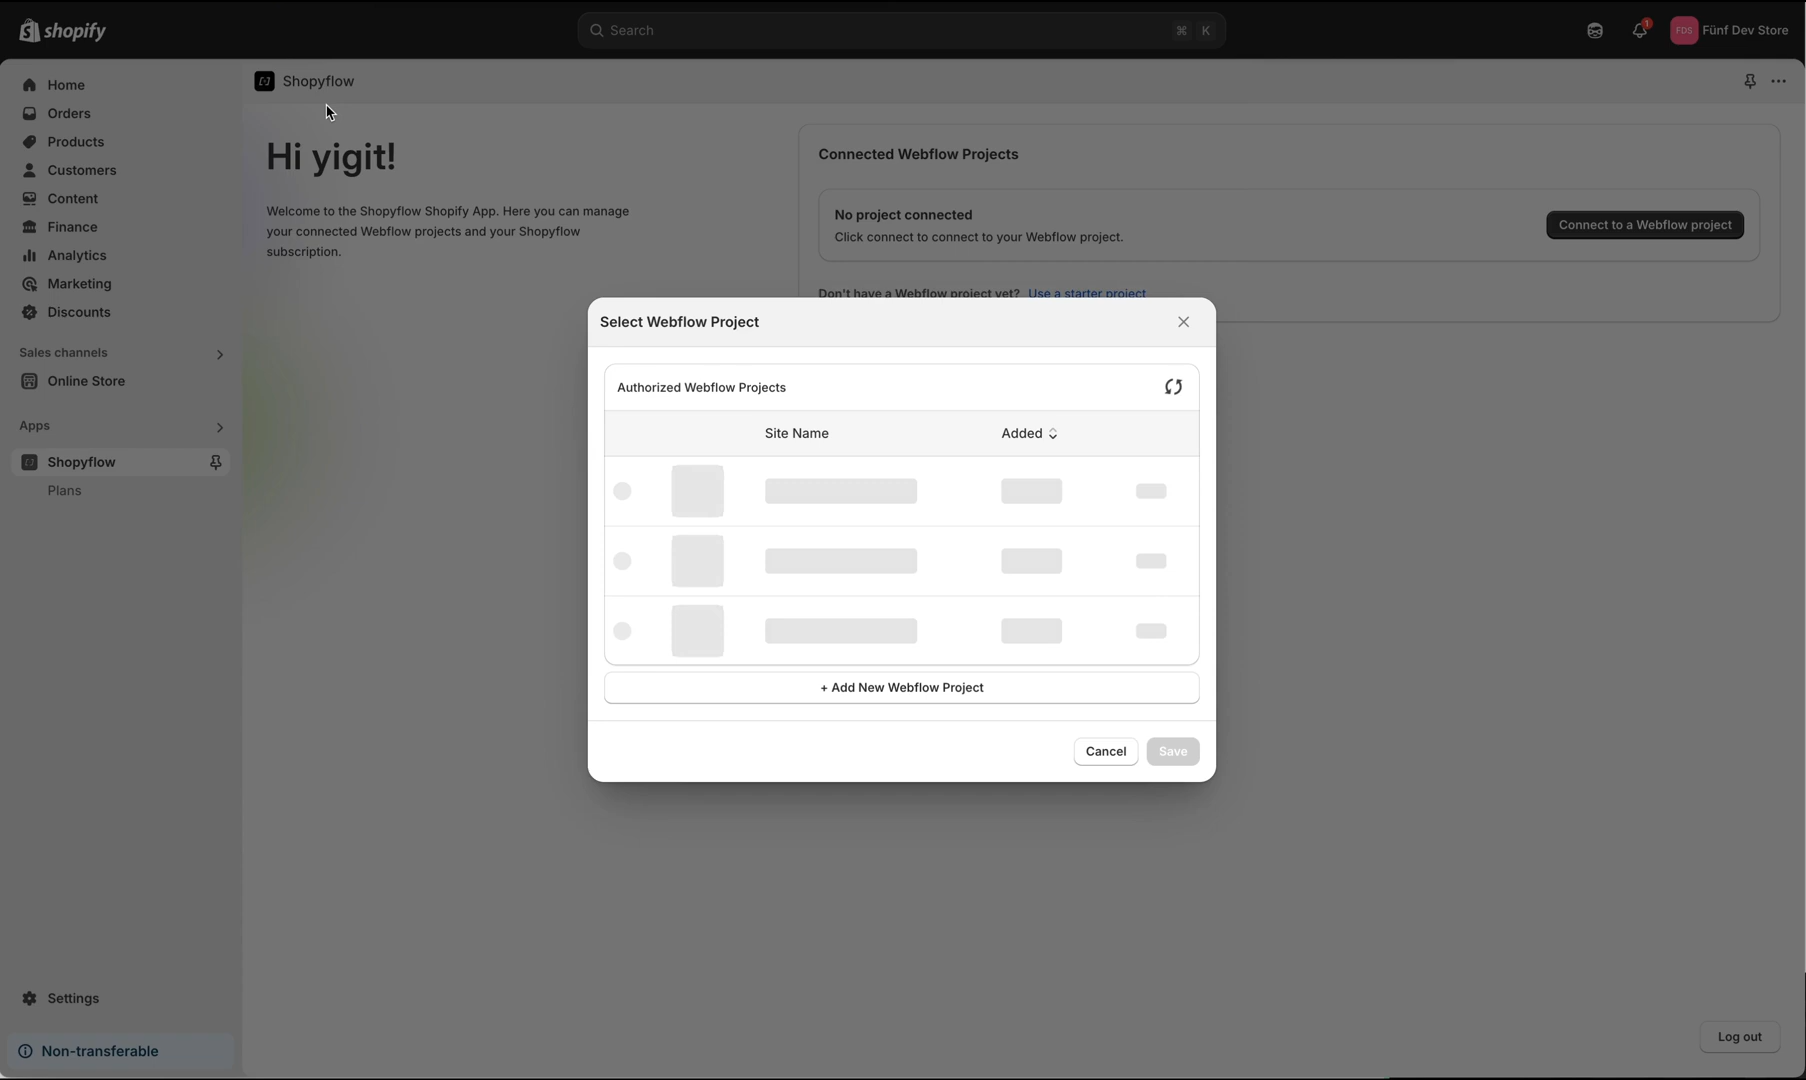 shopify
Search
⌘ K
1
FDS
Fünf Dev Store
Home
Orders
Products
Customers
Content
Finance
Analytics
Marketing
Discounts
Sales channels
Online Store
Apps
Shopyflow
Plans
Settings
Non-transferable
Shopyflow
Hi yigit!
Welcome to the Shopyflow Shopify App. Here you can manage
your connected Webflow projects and your Shopyflow
subscription.
Connected Webflow Projects
No project connected
Click connect to connect to your Webflow project.
Connect to a Webflow project
Don't have a Webflow project yet? Use a starter project
Select Webflow Project
Authorized Webflow Projects
Site Name
Added
+ Add New Webflow Project
Cancel
Save
Log out